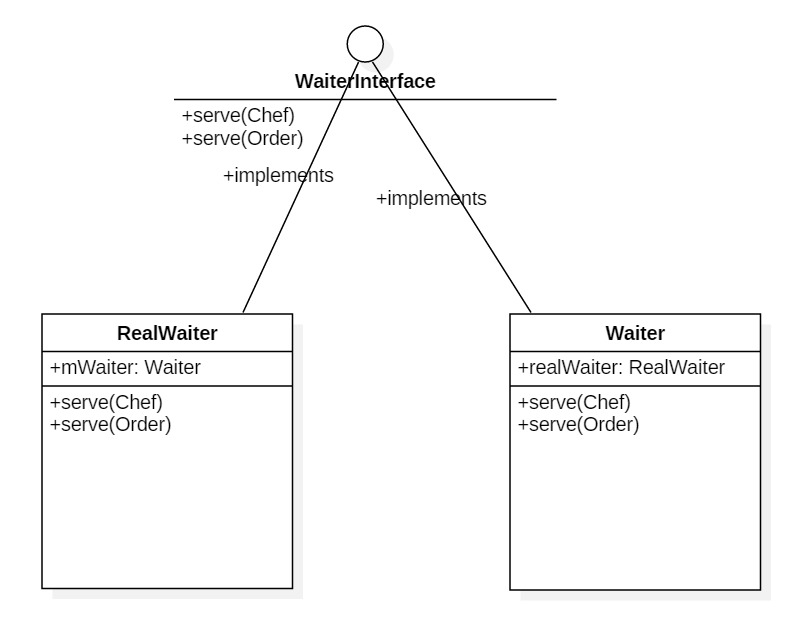 WaiterInterface
+serve(Chef)
+serve(Order)
+implements
+implements
RealWaiter
+mWaiter: Waiter
+serve(Chef)
+serve(Order)
Waiter
+realWaiter: RealWaiter
+serve(Chef)
+serve(Order)